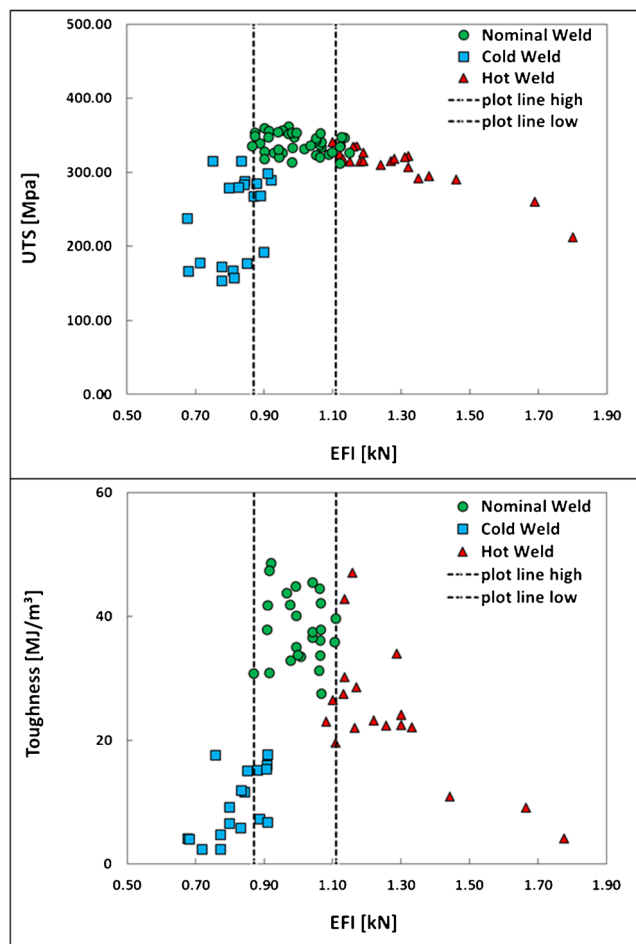 500.00
400.00
300.00
200.00
100.00
0.00
UTS [Mpa]
Nominal Weld
Cold Weld
Hot Weld
plot line high
plot line low
0.50 0.70 0.90 1.10 1.30 1.50 1.70 1.90
EFI [kN]
60
40
20
0
Toughness [MJ/m³]
Nominal Weld
Cold Weld
Hot Weld
plot line high
plot line low
0.50 0.70 0.90 1.10 1.30 1.50 1.70 1.90
EFI [kN]